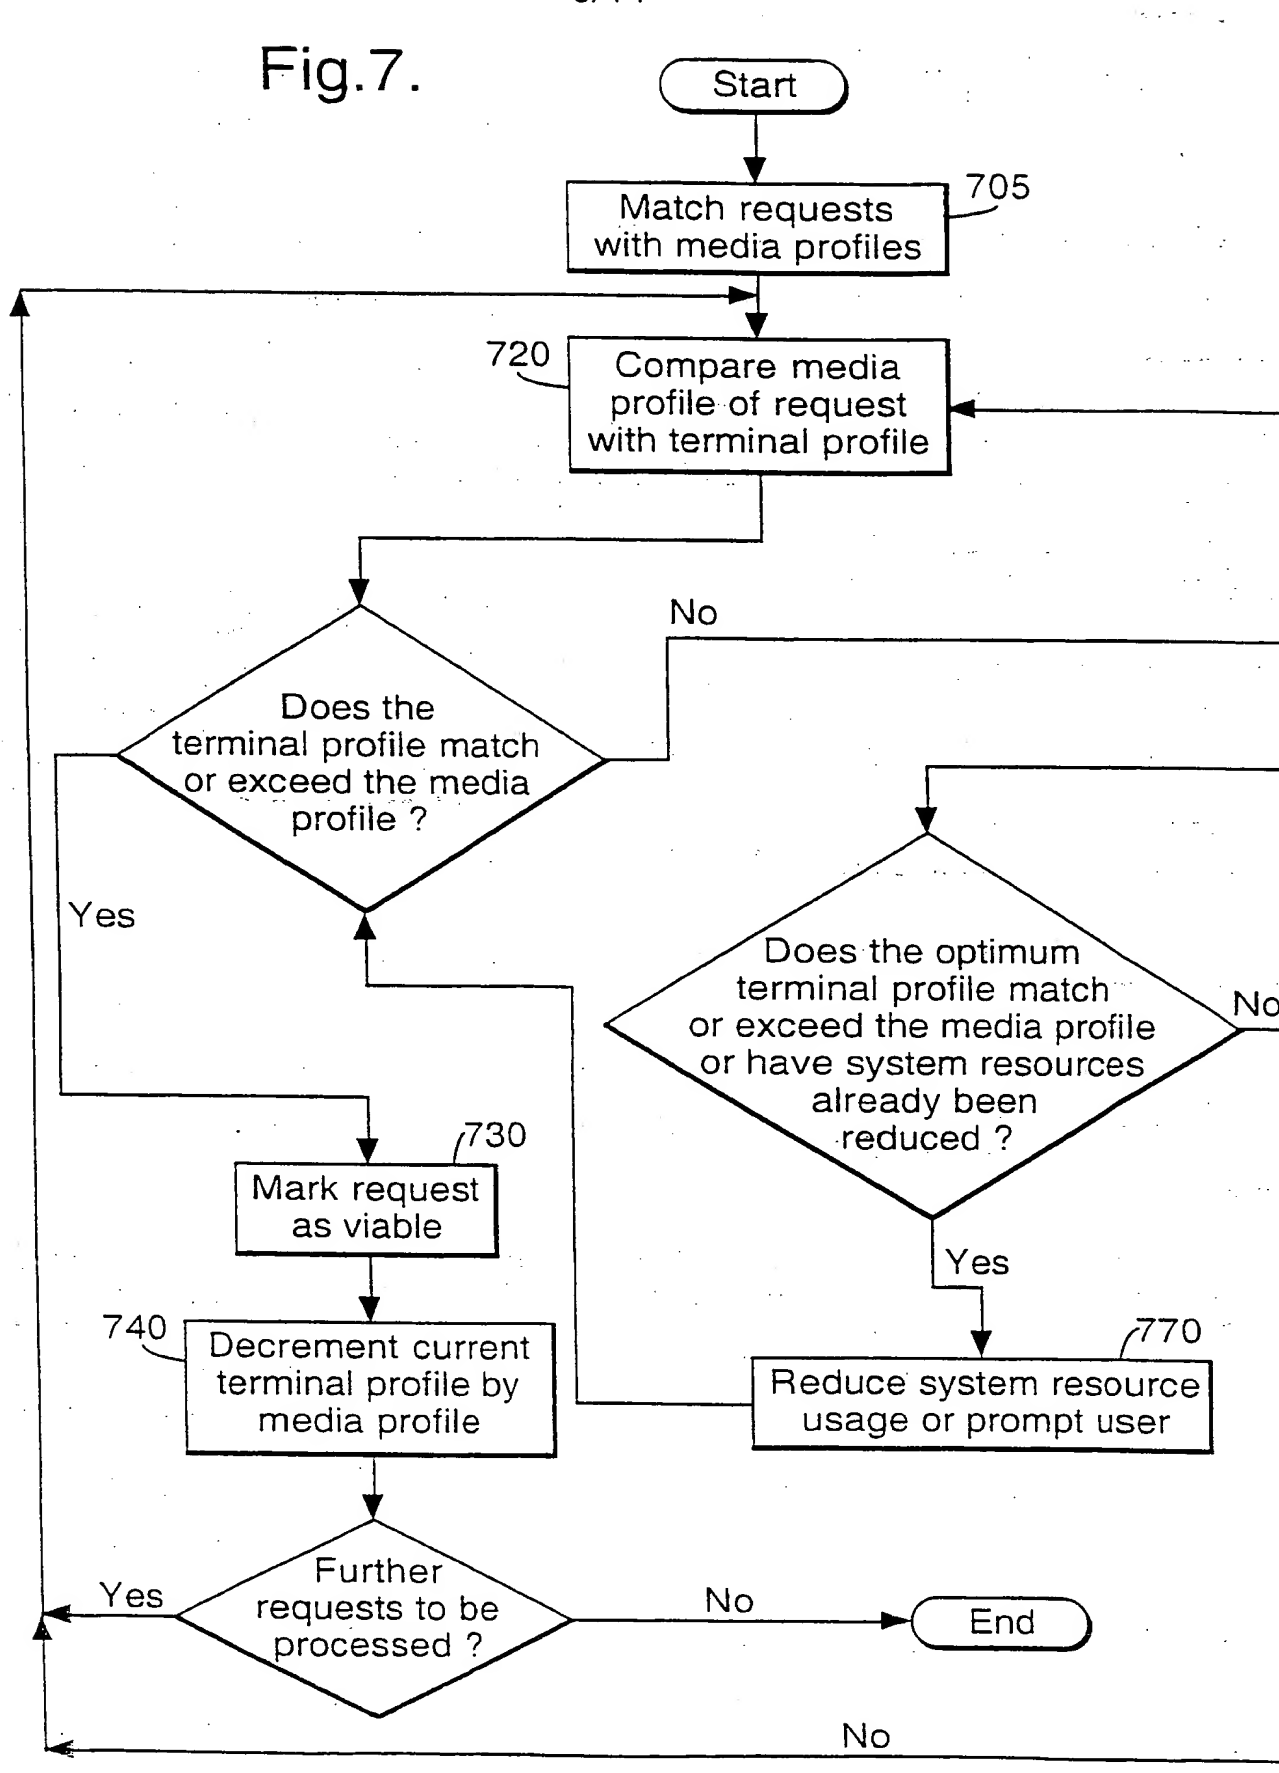 Fig.7.
Start
705
Match requests
with media profiles
720
Compare media
profile of request
with terminal profile
No
Does the
terminal profile match
or exceed the media
profile ?
Yes
Does the optimum
terminal profile match
or exceed the media profile
or have system resources
already been
reduced ?
No
730
Mark request
as viable
Yes
740
Decrement current
terminal profile by
media profile
770
Reduce system resource
usage or prompt user
Further
requests to be
processed ?
Yes
No
End
No